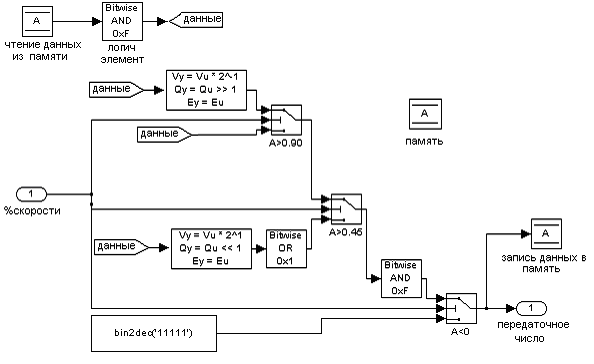 A
чтение данных
из памяти
Bitwise
AND
0xF
логич
элемент
данные
данные
Vy = Vu * 2^-1
Qy = Qu >> 1
Ey = Eu
данные
A>0.90
A
память
1
%скорости
A>0.45
данные
Vy = Vu * 2^1
Qy = Qu << 1
Ey = Eu
Bitwise
OR
0x1
Bitwise
AND
0xF
A
запись данных в
память
bin2dec('11111')
A<0
1
передаточное
число